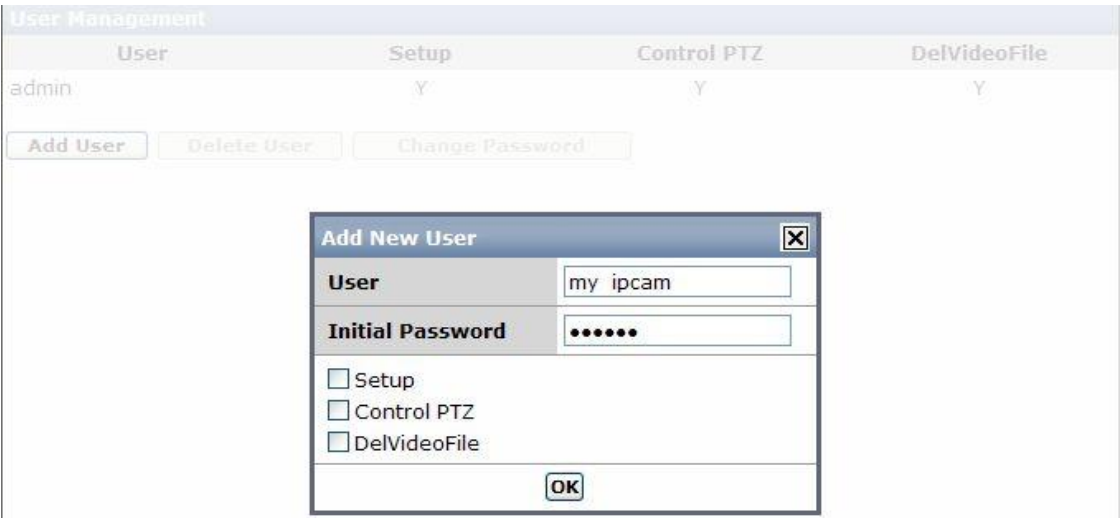 User Management
User Setup Control PTZ DelVideoFile
admin Y Y Y
Add User Delete User Change Password
Add New User
User my ipcam
Initial Password ••••••
Setup
Control PTZ
DelVideoFile
OK